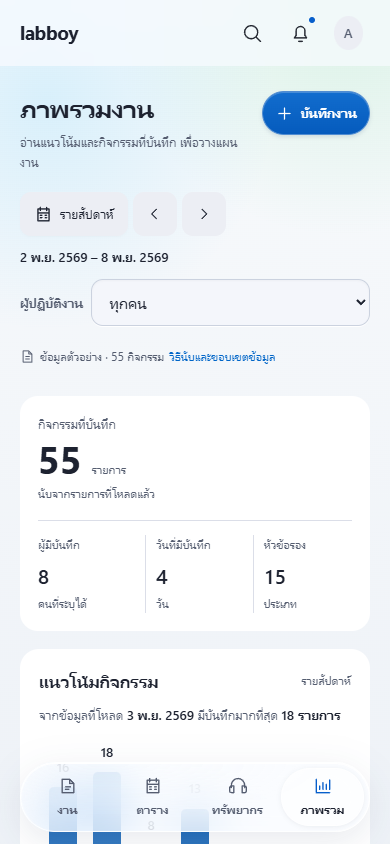 labboy
A
ภาพรวมงาน
บันทึกงาน
อ่านแนวโน้มและกิจกรรมที่บันทึก เพื่อวางแผน
งาน
รายสัปดาห์
2 พ.ย. 2569 – 8 พ.ย. 2569
ผู้ปฏิบัติงาน
ทุกคน
ข้อมูลตัวอย่าง · 55 กิจกรรม วิธีนับและขอบเขตข้อมูล
กิจกรรมที่บันทึก
55 รายการ
นับจากรายการที่โหลดแล้ว
ผู้มีบันทึก วันที่มีบันทึก หัวข้อรอง
8 4 15
คนที่ระบุได้ วัน ประเภท
แนวโน้มกิจกรรม รายสัปดาห์
จากข้อมูลที่โหลด 3 พ.ย. 2569 มีบันทึกมากที่สุด 18 รายการ
18
16
13
งาน ตาราง ทรัพยากร ภาพรวม
8